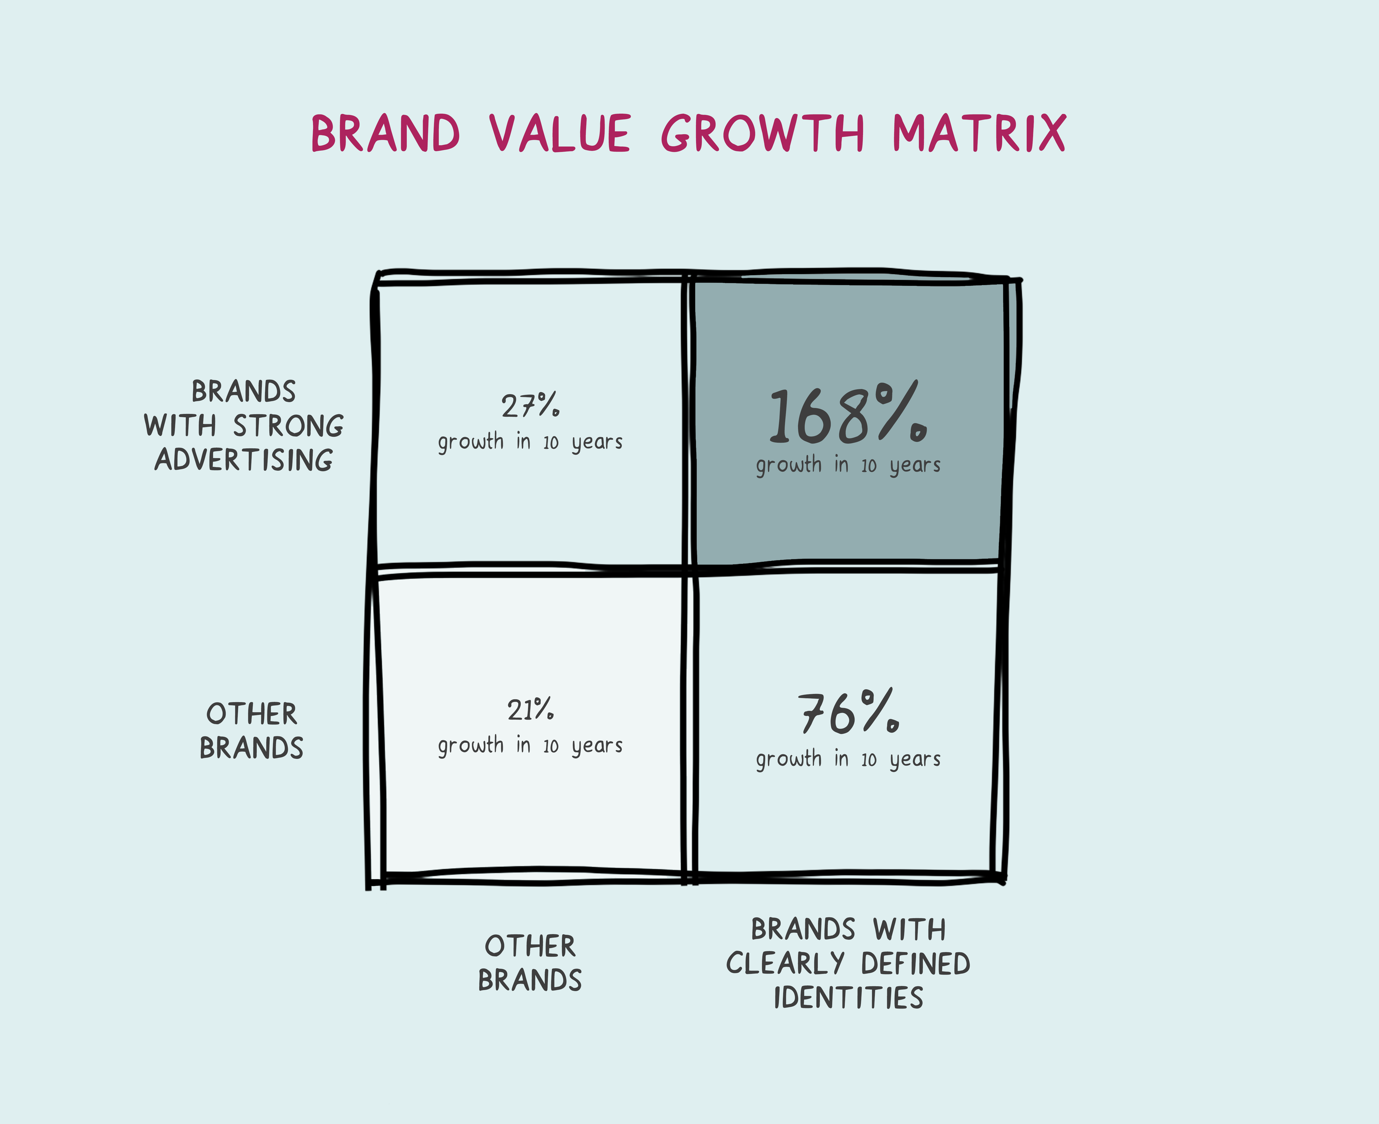 BRAND VALUE GROWTH MATRIX
BRANDS
WITH STRONG
ADVERTISING
27%
growth in 10 years
168%
growth in 10 years
OTHER
BRANDS
21%
growth in 10 years
76%
growth in 10 years
OTHER
BRANDS
BRANDS WITH
CLEARLY DEFINED
IDENTITIES